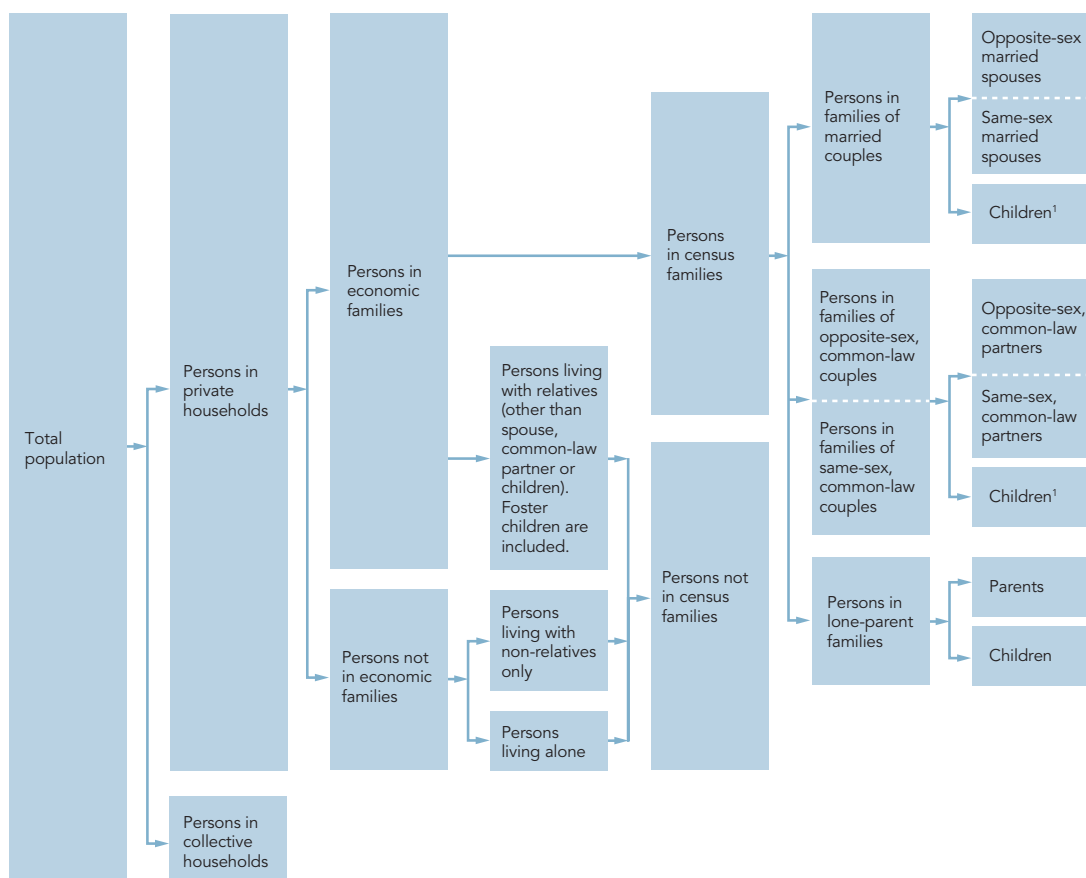 Total
population
Persons in
private
households
Persons in
collective
households
Persons in
economic
families
Persons not
in economic
families
Persons living
with relatives
(other than
spouse,
common-law
partner or
children).
Foster
children are
included.
Persons
living with
non-relatives
only
Persons
living alone
Persons
in census
families
Persons not
in census
families
Persons in
families of
married
couples
Persons in
families of
opposite-sex,
common-law
couples
Persons in
families of
same-sex,
common-law
couples
Persons in
lone-parent
families
Opposite-sex
married
spouses
Same-sex
married
spouses
Children¹
Opposite-sex,
common-law
partners
Same-sex,
common-law
partners
Children¹
Parents
Children